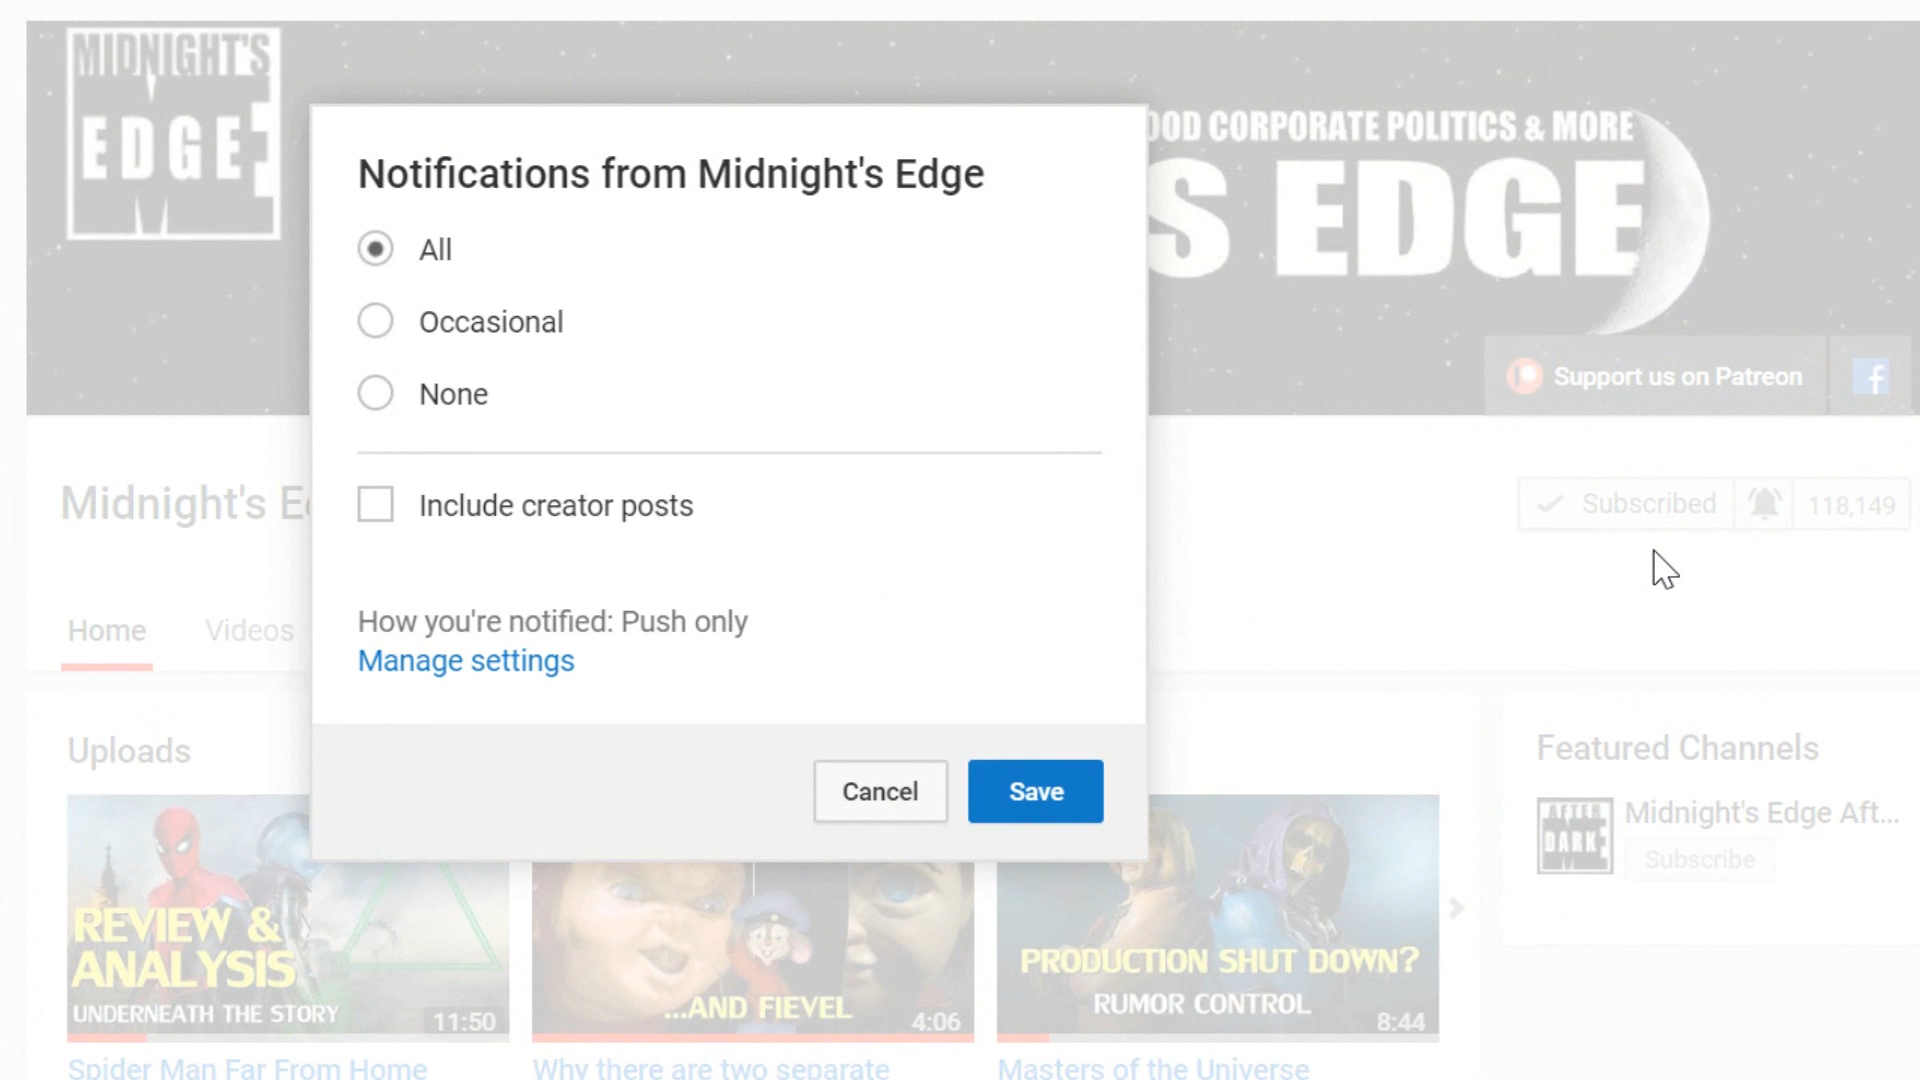 MIDNIGHT'S
EDGE
OOD CORPORATE POLITICS & MORE
S EDGE
Support us on Patreon
f
Notifications from Midnight's Edge
All
Occasional
None
Include creator posts
How you're notified: Push only
Manage settings
Cancel
Save
Midnight's E
Subscribed
118,149
Home
Videos
Uploads
REVIEW &
ANALYSIS
UNDERNEATH THE STORY
11:50
Spider Man Far From Home
...AND FIEVEL
4:06
Why there are two separate
PRODUCTION SHUT DOWN?
RUMOR CONTROL
8:44
Masters of the Universe
Featured Channels
AFTER
DARK
Midnight's Edge Aft...
Subscribe